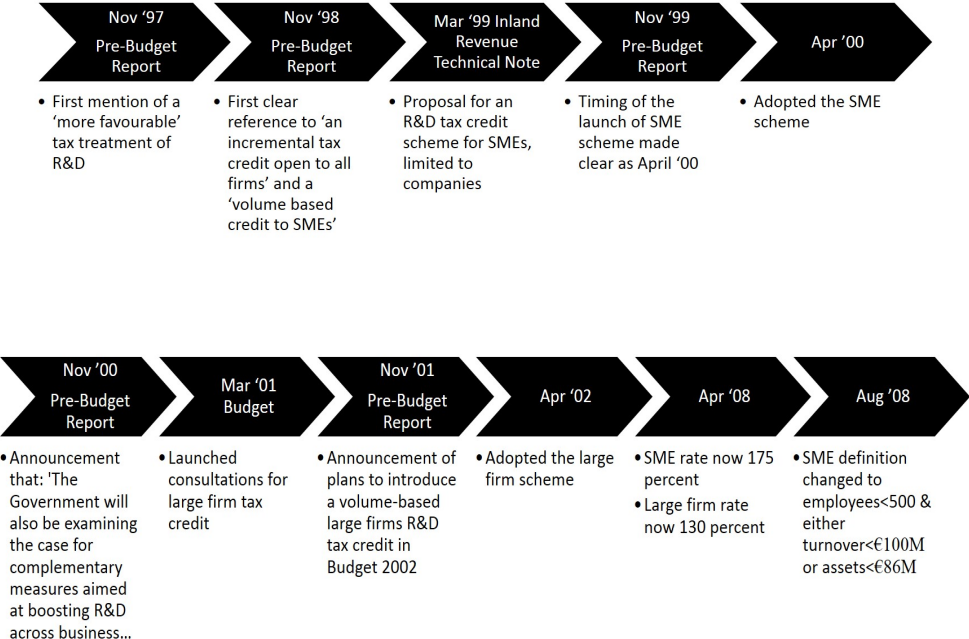 Nov ‘97
Pre-Budget
Report
Nov ‘98
Pre-Budget
Report
Mar ‘99 Inland
Revenue
Technical Note
Nov ‘99
Pre-Budget
Report
Apr ’00
• First mention of a
‘more favourable’
tax treatment of
R&D
• First clear
reference to ‘an
incremental tax
credit open to all
firms’ and a
‘volume based
credit to SMEs’
• Proposal for an
R&D tax credit
scheme for SMEs,
limited to
companies
• Timing of the
launch of SME
scheme made
clear as April ‘00
• Adopted the SME
scheme
Nov ’00
Pre-Budget
Report
Mar ‘01
Budget
Nov ’01
Pre-Budget
Report
Apr ‘02
Apr ‘08
Aug ’08
• Announcement
that: 'The
Government will
also be examining
the case for
complementary
measures aimed
at boosting R&D
across business...
• Launched
consultations for
large firm tax
credit
• Announcement of
plans to introduce
a volume-based
large firms R&D
tax credit in
Budget 2002
• Adopted the large
firm scheme
• SME rate now 175
percent
• Large firm rate
now 130 percent
• SME definition
changed to
employees<500 &
either
turnover<€100M
or assets<€86M